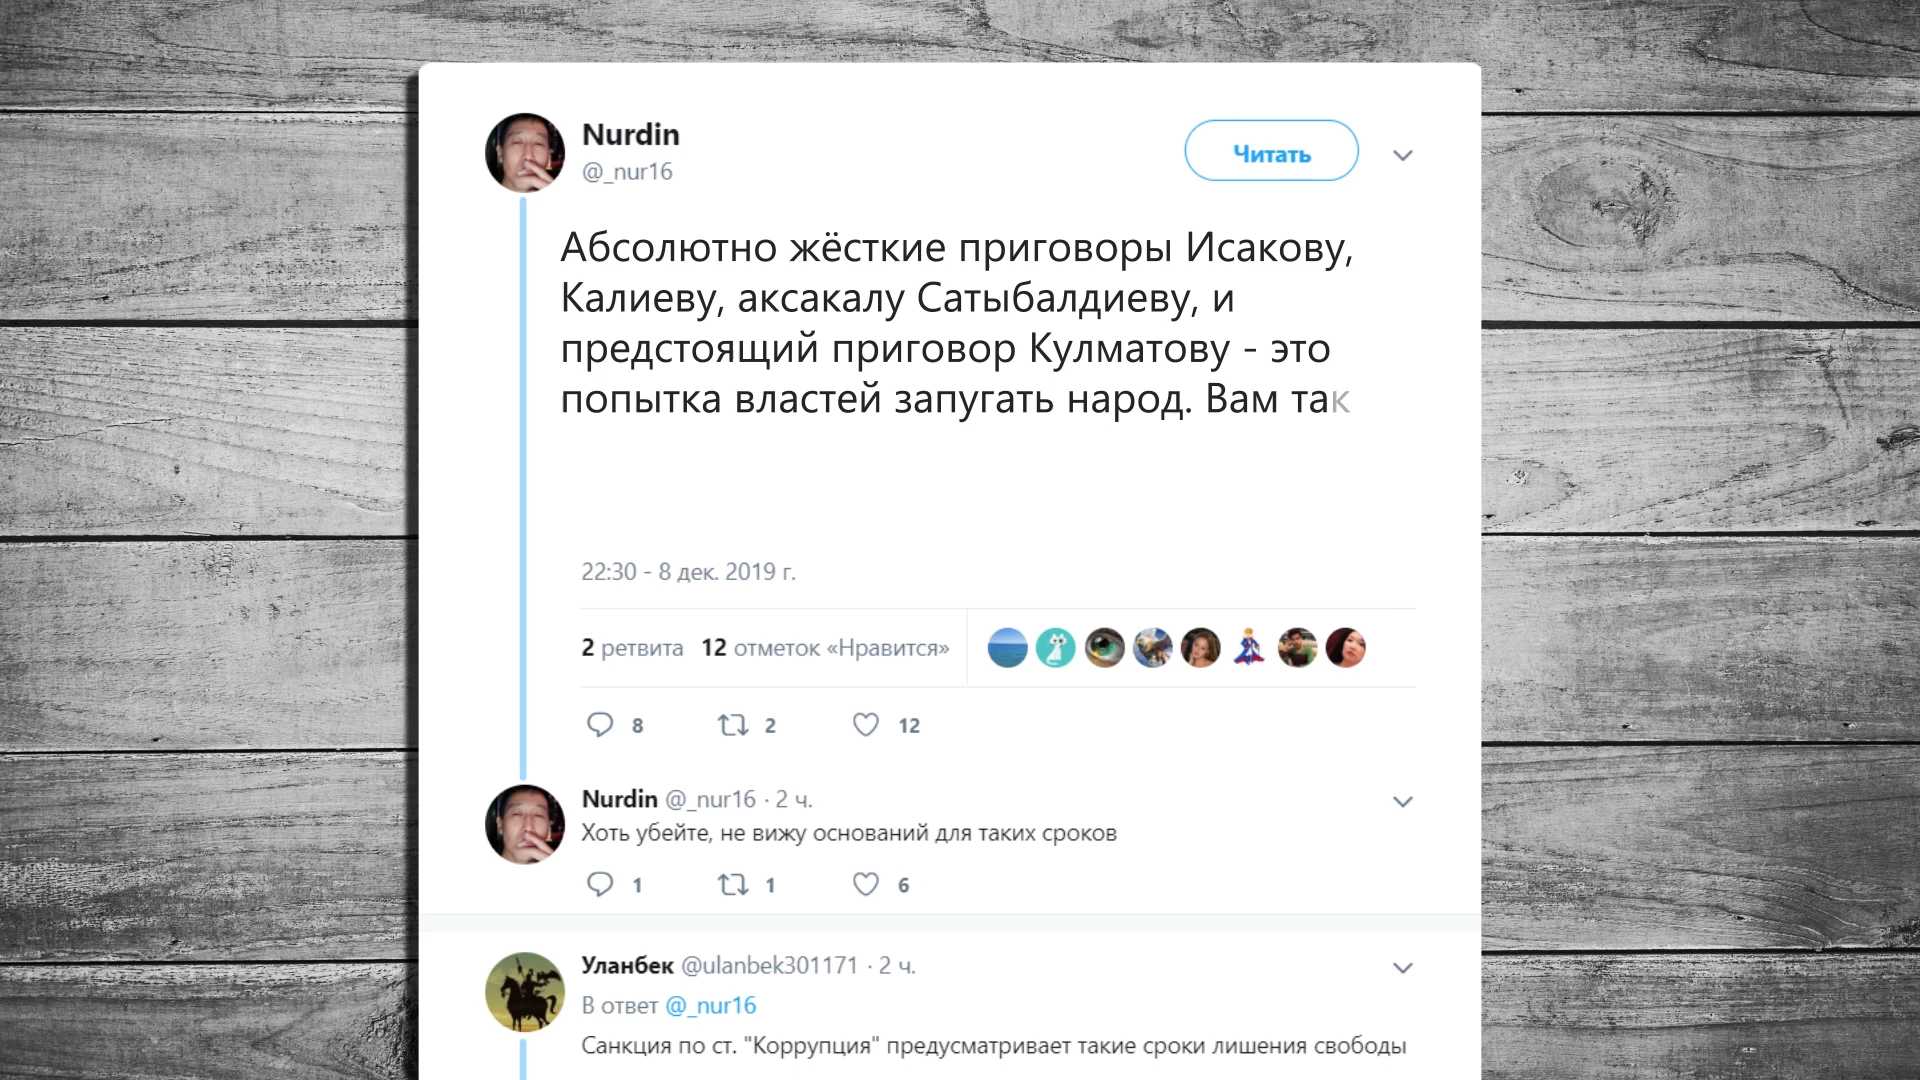 Nurdin
@_nur16
Читать
Абсолютно жёсткие приговоры Исакову,
Калиеву, аксакалу Сатыбалдиеву, и
предстоящий приговор Кулматову - это
попытка властей запугать народ. Вам так
22:30 - 8 дек. 2019 г.
2 ретвита 12 отметок «Нравится»
8 2 12
Nurdin @_nur16 · 2 ч.
Хоть убейте, не вижу оснований для таких сроков
1 1 6
Уланбек @ulanbek301171 · 2 ч.
В ответ @_nur16
Санкция по ст. "Коррупция" предусматривает такие сроки лишения свободы